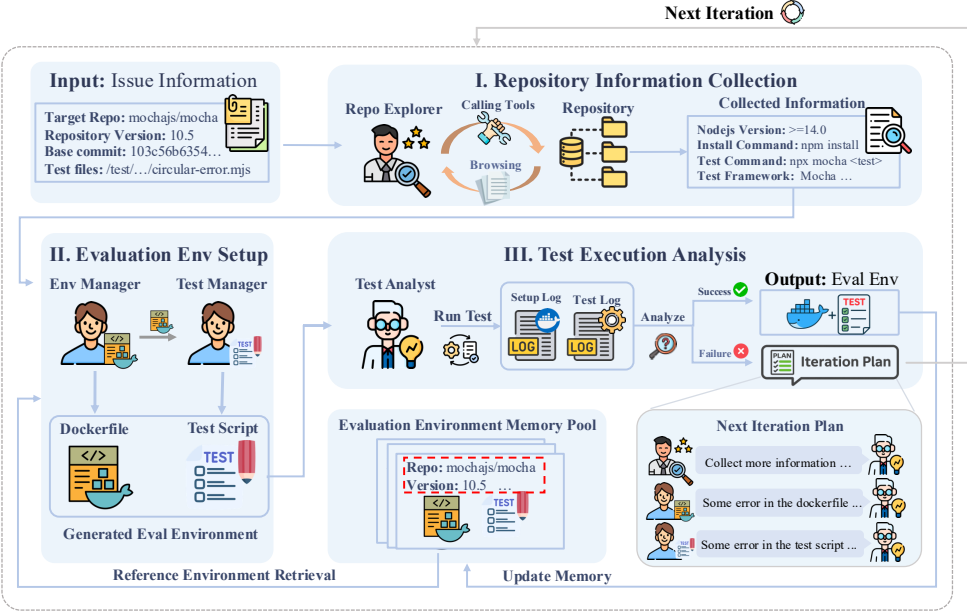 Next Iteration
Input: Issue Information
Target Repo: mochajs/mocha
Repository Version: 10.5
Base commit: 103c56b6354…
Test files: /test/…/circular-error.mjs
I. Repository Information Collection
Repo Explorer
Calling Tools
Browsing
Repository
Collected Information
Nodejs Version: >=14.0
Install Command: npm install
Test Command: npx mocha <test>
Test Framework: Mocha …
II. Evaluation Env Setup
Env Manager
Test Manager
TEST
Dockerfile
Test Script
</>
TEST
Generated Eval Environment
III. Test Execution Analysis
Test Analyst
Run Test
Setup Log
Test Log
LOG
LOG
Analyze
?
Success
Failure
Output: Eval Env
+
TEST
PLAN
Iteration Plan
Evaluation Environment Memory Pool
Repo: mochajs/mocha
Version: 10.5 …
</>
TEST
Next Iteration Plan
Collect more information …
Some error in the dockerfile ...
Some error in the test script ...
TEST
Reference Environment Retrieval
Update Memory